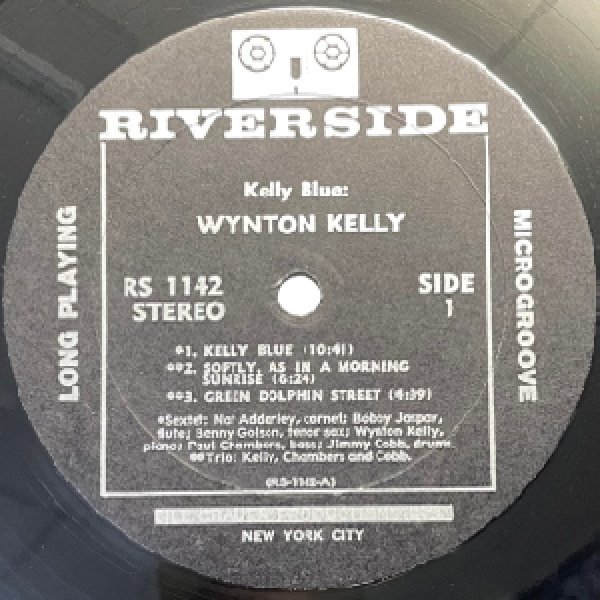 RIVERSIDE
Kelly Blue:
WYNTON KELLY
LONG PLAYING
MICROGROOVE
RS 1142
STEREO
SIDE
1
*1. KELLY BLUE (10:41)
**2. SOFTLY, AS IN A MORNING
SUNRISE (6:24)
**3. GREEN DOLPHIN STREET (4:39)
*Sextet: Nat Adderley, cornet; Bobby Jaspar,
flute; Benny Golson, tenor sax; Wynton Kelly,
piano; Paul Chambers, bass; Jimmy Cobb, drums.
**Trio: Kelly, Chambers and Cobb.
(RS-1142-A)
NEW YORK CITY